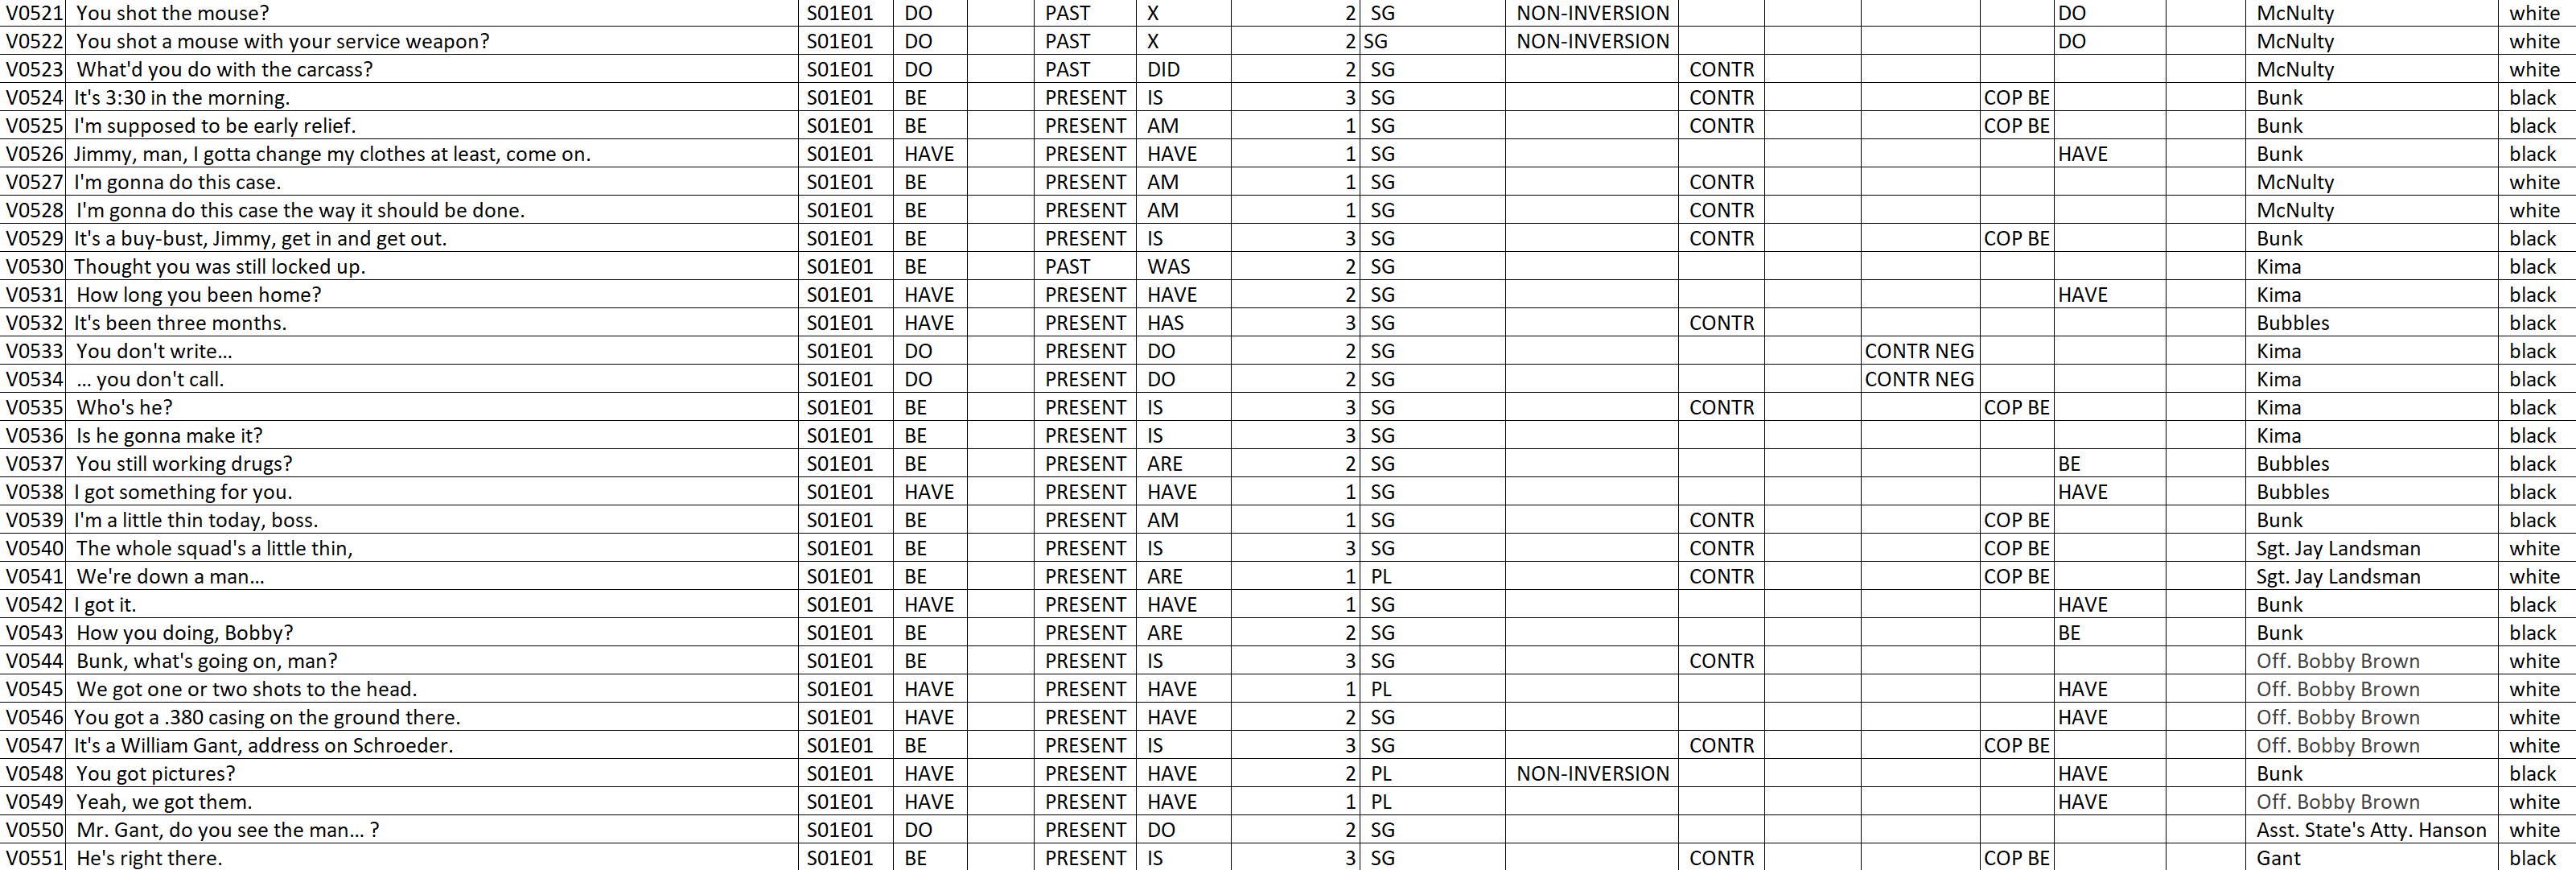 V0521 You shot the mouse? S01E01 DO PAST X 2 SG NON-INVERSION DO McNulty white
V0522 You shot a mouse with your service weapon? S01E01 DO PAST X 2 SG NON-INVERSION DO McNulty white
V0523 What'd you do with the carcass? S01E01 DO PAST DID 2 SG CONTR McNulty white
V0524 It's 3:30 in the morning. S01E01 BE PRESENT IS 3 SG CONTR COP BE Bunk black
V0525 I'm supposed to be early relief. S01E01 BE PRESENT AM 1 SG CONTR COP BE Bunk black
V0526 Jimmy, man, I gotta change my clothes at least, come on. S01E01 HAVE PRESENT HAVE 1 SG HAVE Bunk black
V0527 I'm gonna do this case. S01E01 BE PRESENT AM 1 SG CONTR McNulty white
V0528 I'm gonna do this case the way it should be done. S01E01 BE PRESENT AM 1 SG CONTR McNulty white
V0529 It's a buy-bust, Jimmy, get in and get out. S01E01 BE PRESENT IS 3 SG CONTR COP BE Bunk black
V0530 Thought you was still locked up. S01E01 BE PAST WAS 2 SG Kima black
V0531 How long you been home? S01E01 HAVE PRESENT HAVE 2 SG HAVE Kima black
V0532 It's been three months. S01E01 HAVE PRESENT HAS 3 SG CONTR Bubbles black
V0533 You don't write... S01E01 DO PRESENT DO 2 SG CONTR NEG Kima black
V0534 ... you don't call. S01E01 DO PRESENT DO 2 SG CONTR NEG Kima black
V0535 Who's he? S01E01 BE PRESENT IS 3 SG CONTR COP BE Kima black
V0536 Is he gonna make it? S01E01 BE PRESENT IS 3 SG Kima black
V0537 You still working drugs? S01E01 BE PRESENT ARE 2 SG BE Bubbles black
V0538 I got something for you. S01E01 HAVE PRESENT HAVE 1 SG HAVE Bubbles black
V0539 I'm a little thin today, boss. S01E01 BE PRESENT AM 1 SG CONTR COP BE Bunk black
V0540 The whole squad's a little thin, S01E01 BE PRESENT IS 3 SG CONTR COP BE Sgt. Jay Landsman white
V0541 We're down a man... S01E01 BE PRESENT ARE 1 PL CONTR COP BE Sgt. Jay Landsman white
V0542 I got it. S01E01 HAVE PRESENT HAVE 1 SG HAVE Bunk black
V0543 How you doing, Bobby? S01E01 BE PRESENT ARE 2 SG BE Bunk black
V0544 Bunk, what's going on, man? S01E01 BE PRESENT IS 3 SG CONTR Off. Bobby Brown white
V0545 We got one or two shots to the head. S01E01 HAVE PRESENT HAVE 1 PL HAVE Off. Bobby Brown white
V0546 You got a .380 casing on the ground there. S01E01 HAVE PRESENT HAVE 2 SG HAVE Off. Bobby Brown white
V0547 It's a William Gant, address on Schroeder. S01E01 BE PRESENT IS 3 SG CONTR COP BE Off. Bobby Brown white
V0548 You got pictures? S01E01 HAVE PRESENT HAVE 2 PL NON-INVERSION HAVE Bunk black
V0549 Yeah, we got them. S01E01 HAVE PRESENT HAVE 1 PL HAVE Off. Bobby Brown white
V0550 Mr. Gant, do you see the man... ? S01E01 DO PRESENT DO 2 SG Asst. State's Atty. Hanson white
V0551 He's right there. S01E01 BE PRESENT IS 3 SG CONTR COP BE Gant black